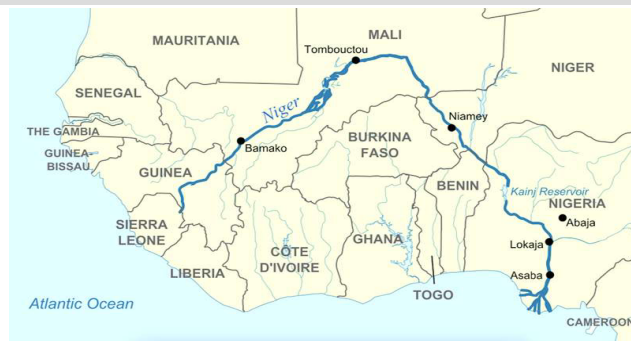 MALI
MAURITANIA
Tombouctou
NIGER
SENEGAL
Niger
Niamey
THE GAMBIA
BURKINA
FASO
Bamako
GUINEA-
BISSAU
GUINEA
BENIN
Kainj Reservoir
NIGERIA
Abaja
SIERRA
LEONE
GHANA
Lokaja
CÔTE
D'IVOIRE
LIBERIA
Asaba
TOGO
Atlantic Ocean
CAMEROON